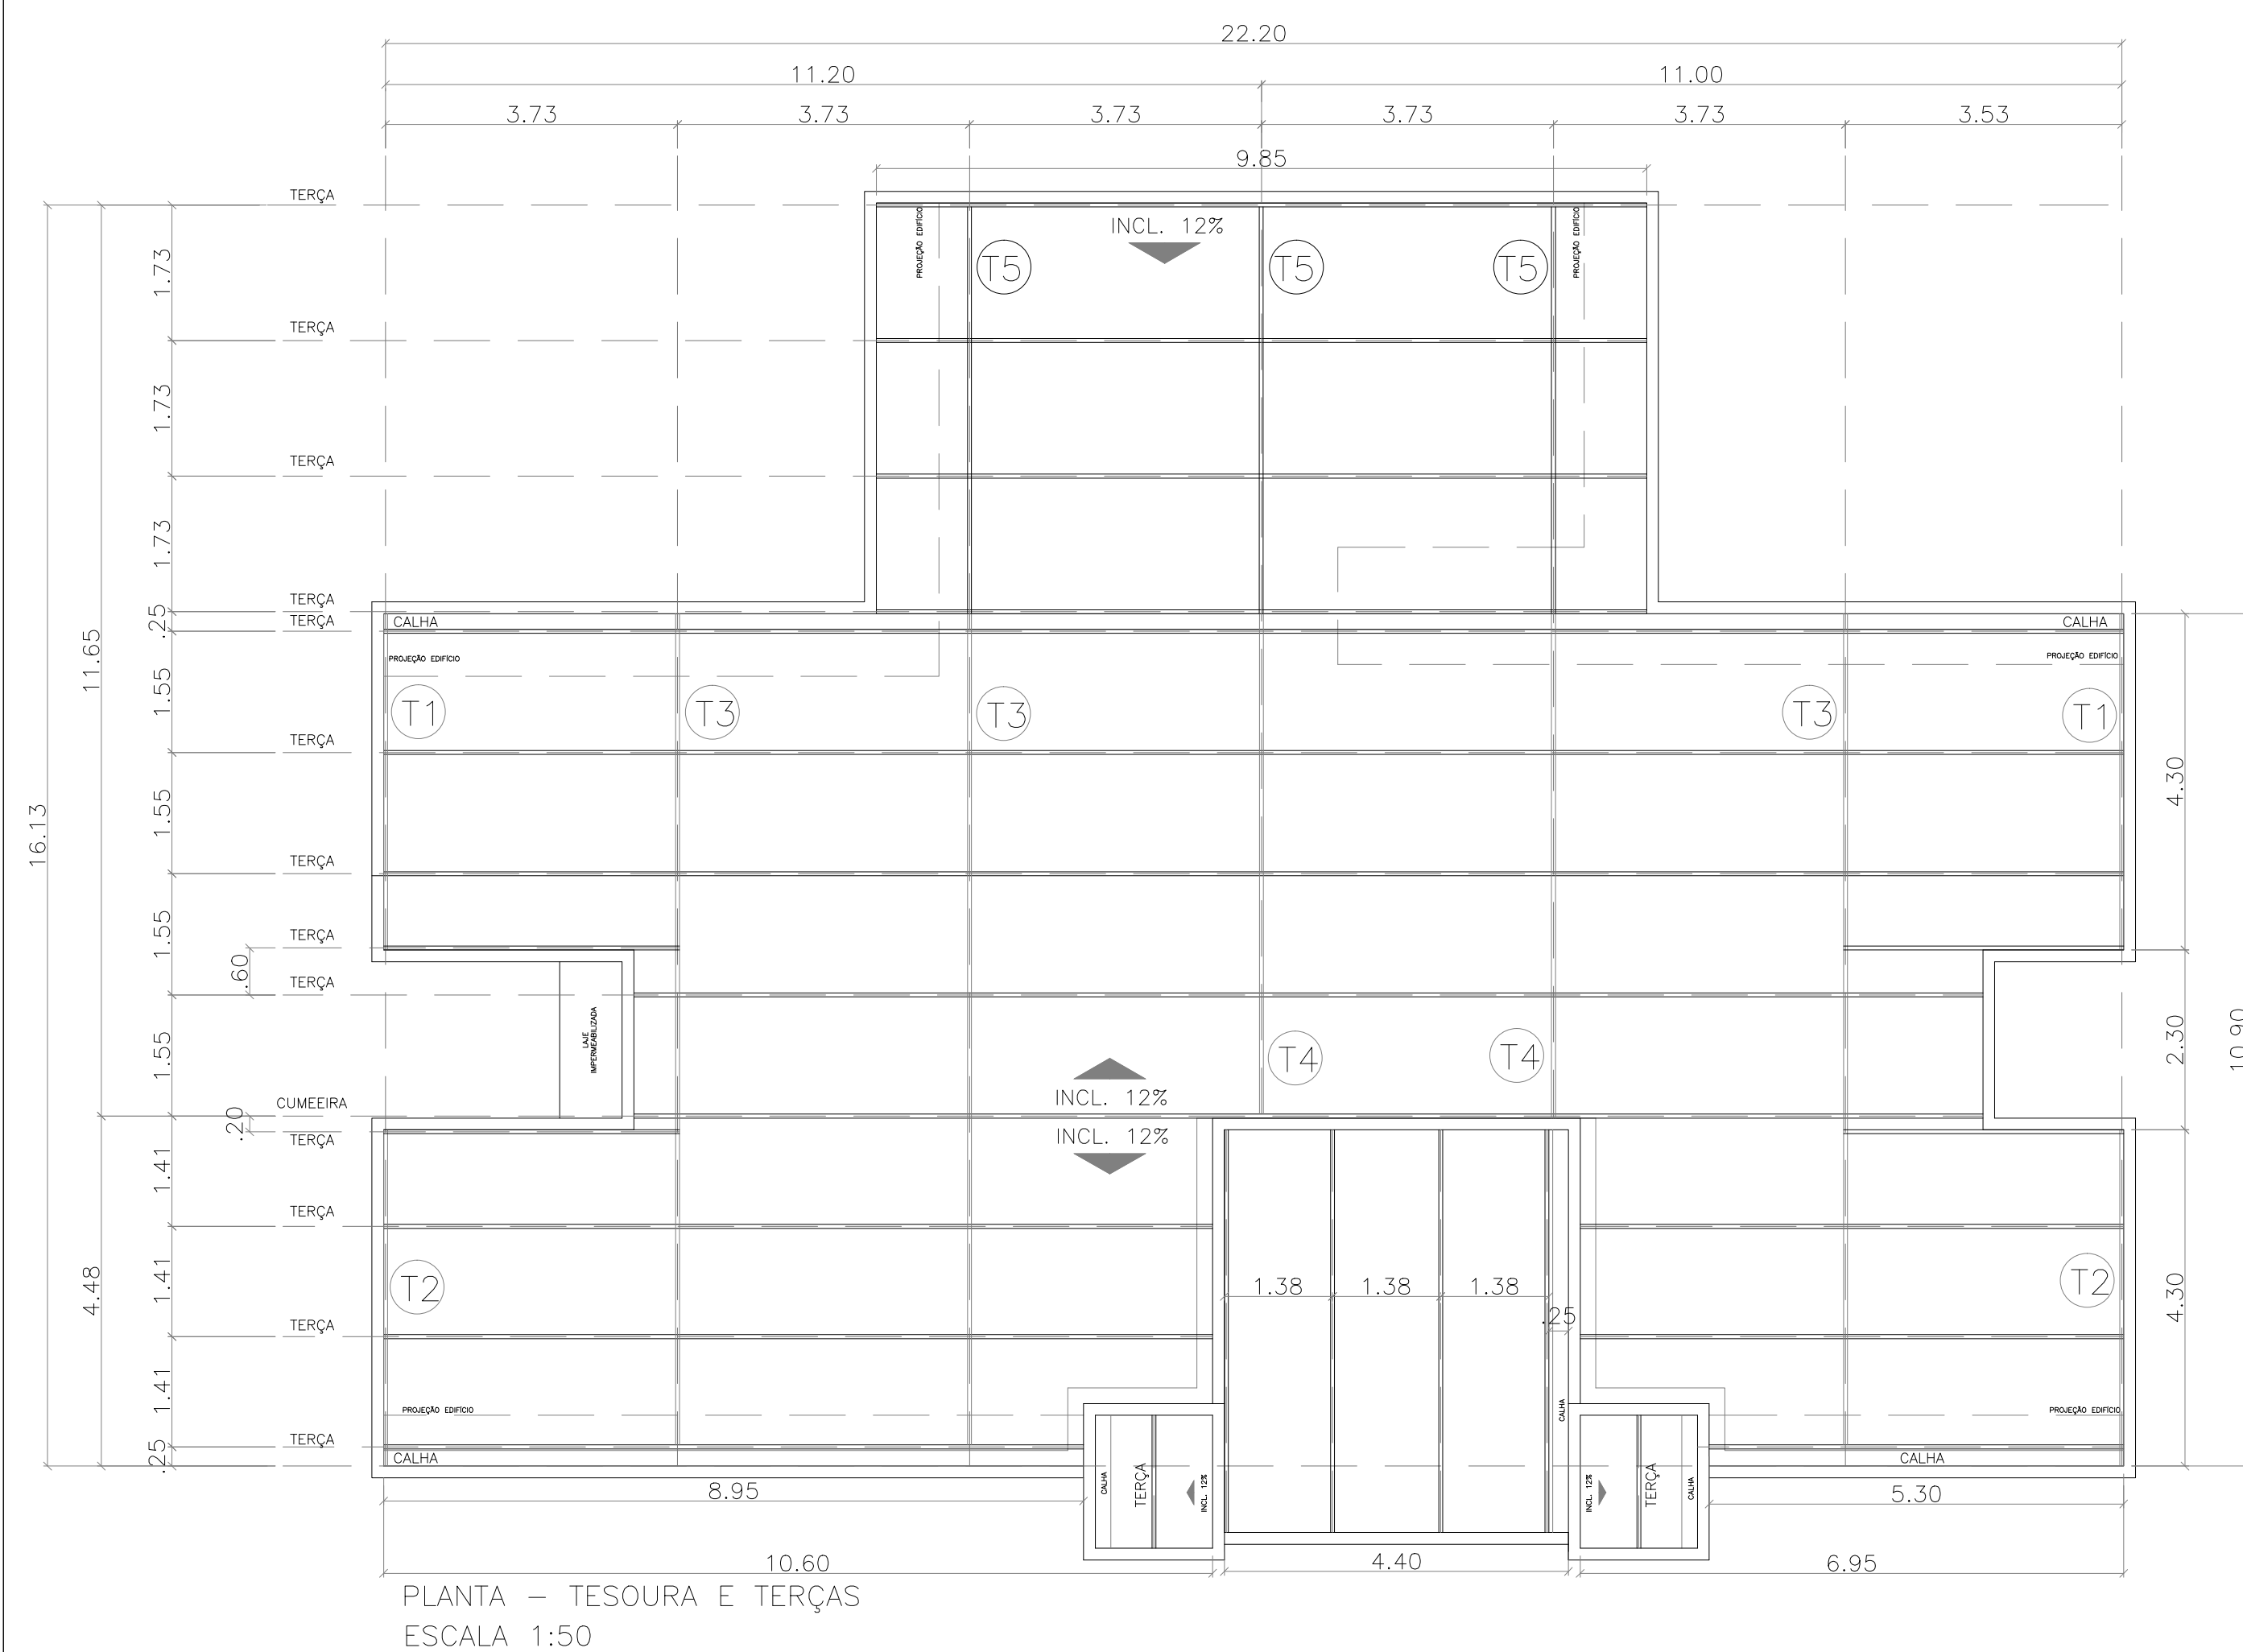 22.20
11.20
11.00
3.73
3.73
3.73
3.73
3.73
3.53
9.85
TERÇA
PROJEÇÃO EDIFÍCIO
INCL. 12%
PROJEÇÃO EDIFÍCIO
T5
T5
T5
1.73
TERÇA
1.73
TERÇA
1.73
TERÇA
.25
TERÇA
CALHA
CALHA
11.65
PROJEÇÃO EDIFÍCIO
PROJEÇÃO EDIFÍCIO
1.55
T1
T3
T3
T3
T1
TERÇA
4.30
16.13
1.55
TERÇA
1.55
TERÇA
.60
TERÇA
LAJE
IMPERMEABILIZADA
1.55
T4
T4
2.30
10.90
INCL. 12%
CUMEEIRA
.20
TERÇA
INCL. 12%
1.41
TERÇA
4.48
1.41
T2
1.38
1.38
1.38
T2
4.30
.25
TERÇA
1.41
PROJEÇÃO EDIFÍCIO
CALHA
PROJEÇÃO EDIFÍCIO
TERÇA
.25
CALHA
CALHA
CALHA
TERÇA
INCL. 12%
INCL. 12%
TERÇA
CALHA
8.95
5.30
10.60
4.40
6.95
PLANTA – TESOURA E TERÇAS
ESCALA 1:50